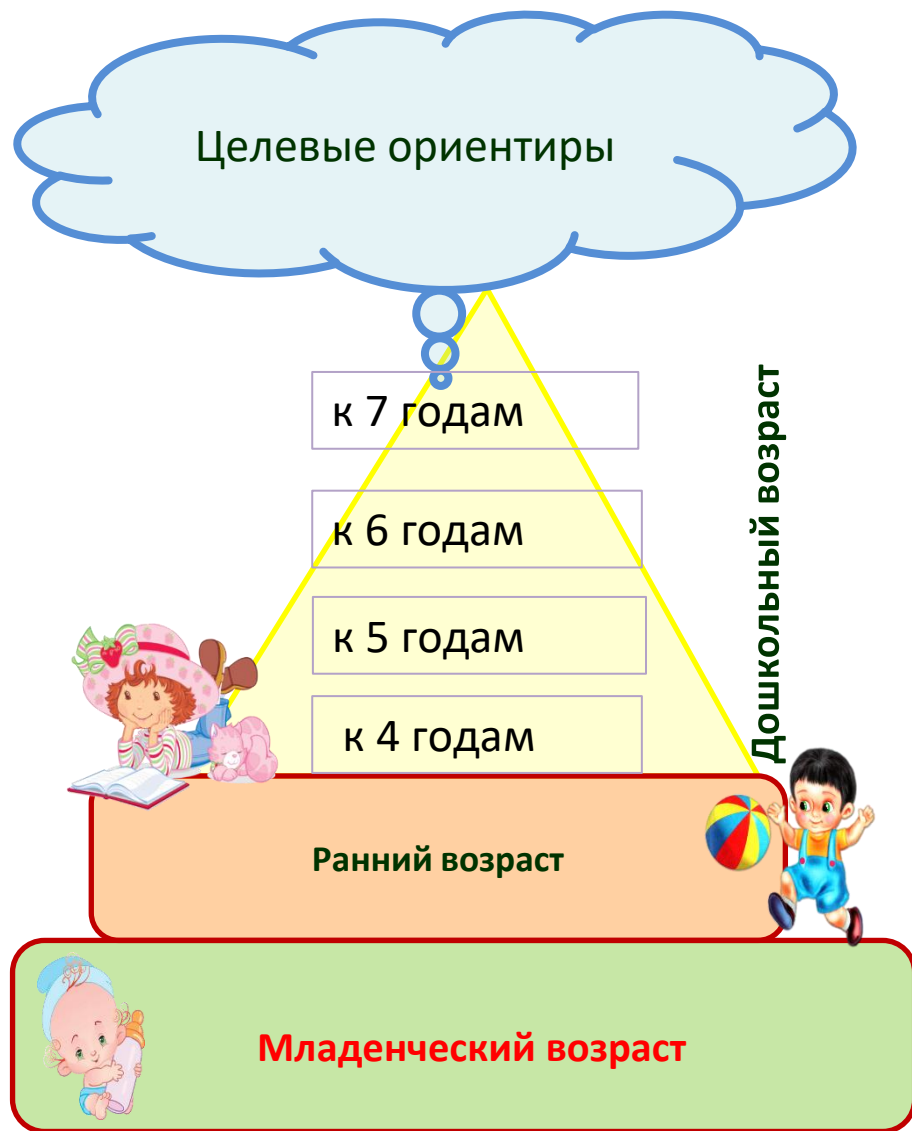 Целевые ориентиры
к 7 годам
к 6 годам
к 5 годам
к 4 годам
Дошкольный возраст
Ранний возраст
Младенческий возраст